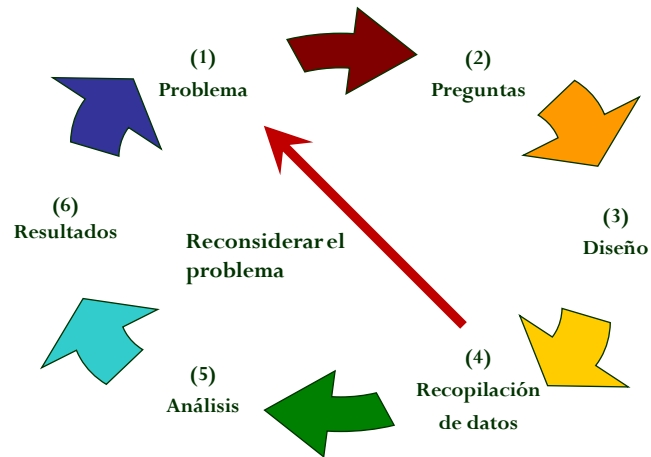 (1)
Problema
(2)
Preguntas
(3)
Diseño
(4)
Recopilación
de datos
(5)
Análisis
(6)
Resultados
Reconsiderar el
problema